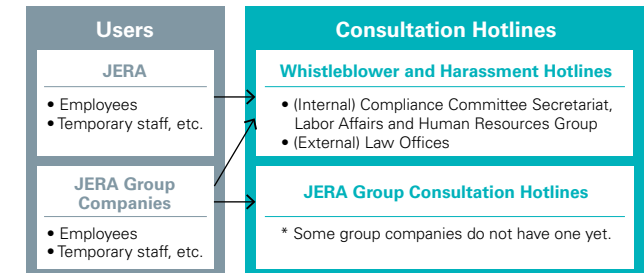 Users
JERA
• Employees
• Temporary staff, etc.
JERA Group
Companies
• Employees
• Temporary staff, etc.
Consultation Hotlines
Whistleblower and Harassment Hotlines
• (Internal) Compliance Committee Secretariat,
Labor Affairs and Human Resources Group
• (External) Law Offices
JERA Group Consultation Hotlines
* Some group companies do not have one yet.